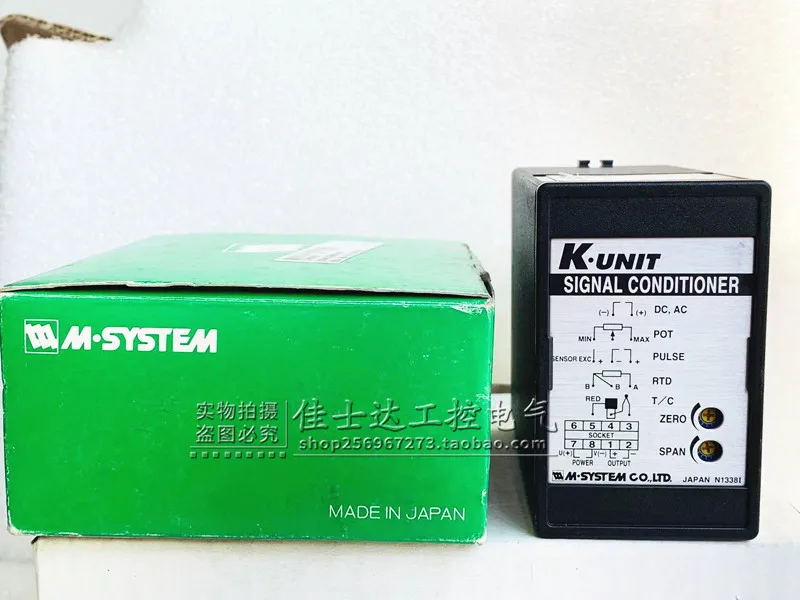 M·SYSTEM
MADE IN JAPAN
实物拍摄
盗图必究
佳士达工控电气
shop256967273.taobao.com
K·UNIT
SIGNAL CONDITIONER
(-) (+) DC, AC
MIN MAX POT
SENSOR EXC. + - + PULSE
B B A RTD
RED T/C
ZERO
6 5 4 3
SOCKET
7 8 1 2
SPAN
U(+) V(-) + -
POWER OUTPUT
M-SYSTEM CO.,LTD. JAPAN N1338I